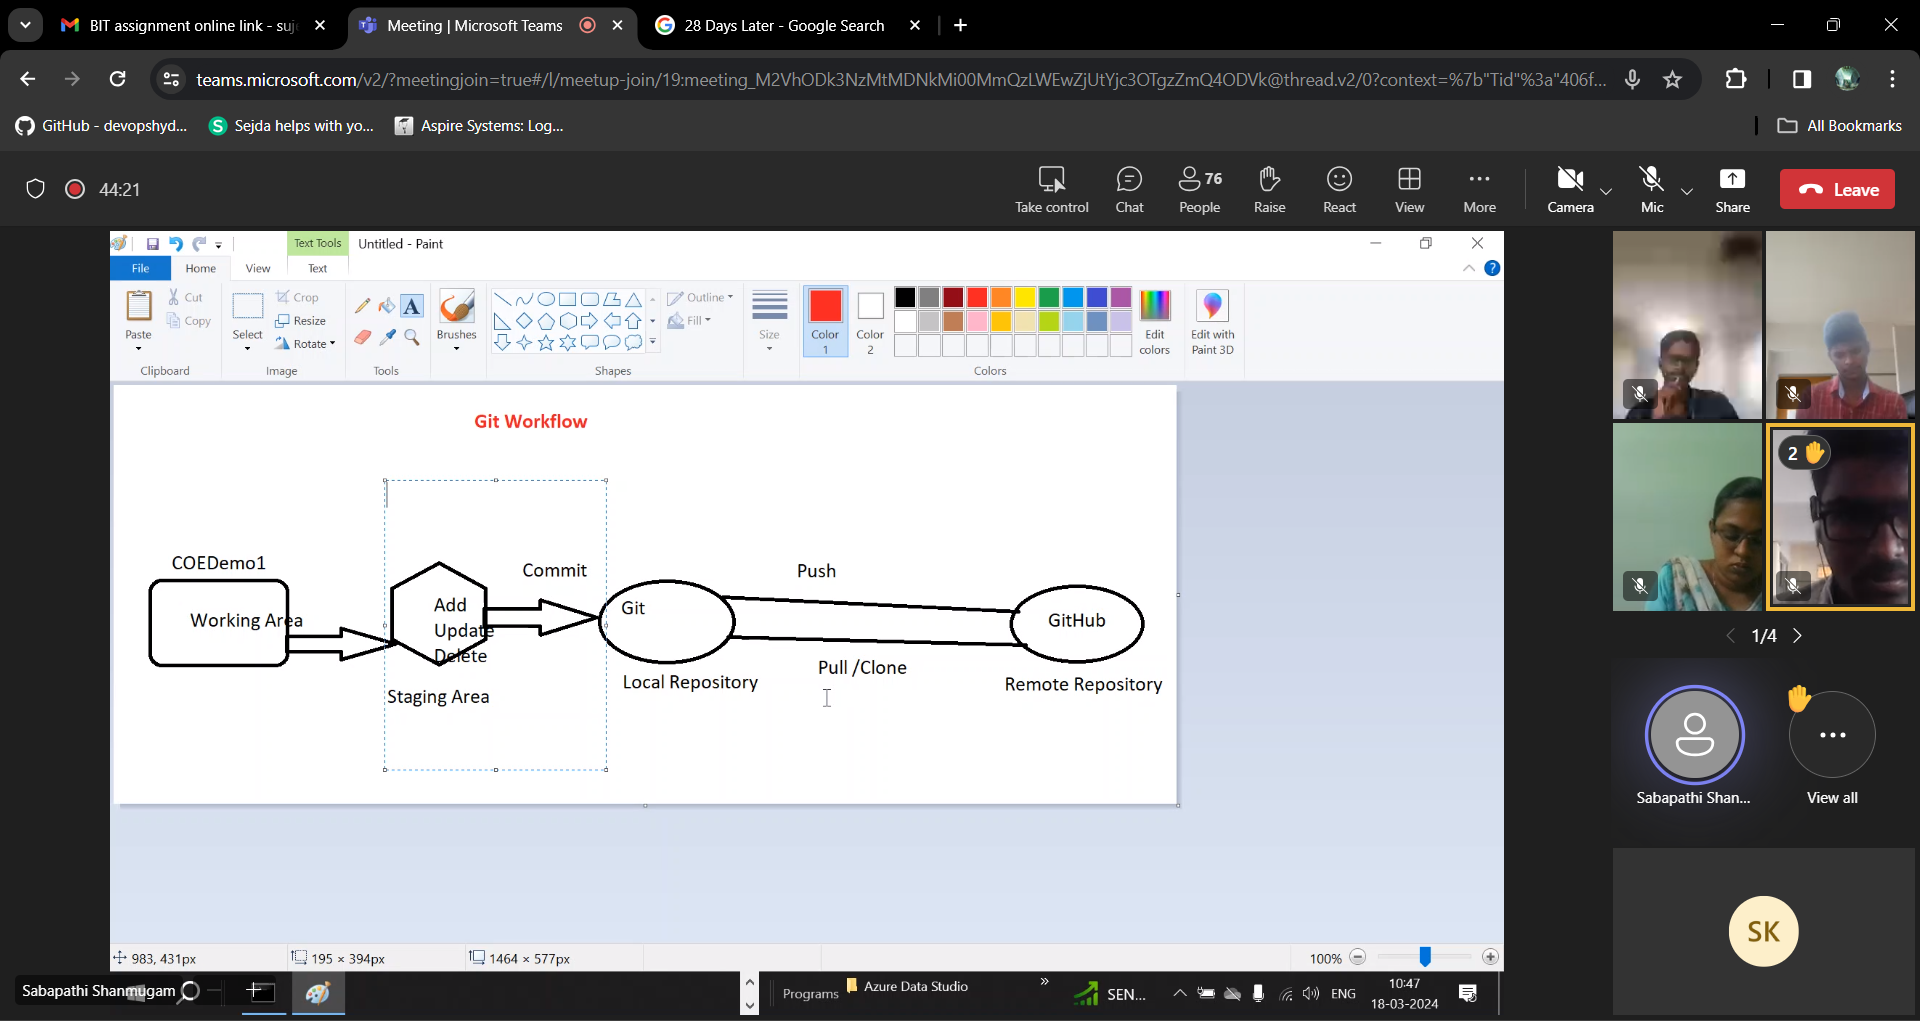 BIT assignment online link - suj
Meeting | Microsoft Teams
28 Days Later - Google Search
teams.microsoft.com/v2/?meetingjoin=true#/l/meetup-join/19:meeting_M2VhODk3NzMtMDNkMi00MmQzLWEwZjUtYjc3OTgzZmQ4ODVk@thread.v2/0?context=%7b"Tid"%3a"406f...
GitHub - devopshyd...
Sejda helps with yo...
Aspire Systems: Log...
All Bookmarks
44:21
Take control
Chat
76
People
Raise
React
View
More
Camera
Mic
Share
Leave
Text Tools
Untitled - Paint
File
Home
View
Text
Paste
Cut
Copy
Clipboard
Select
Crop
Resize
Rotate
Image
A
Tools
Brushes
Shapes
Outline
Fill
Size
Color 1
Color 2
Colors
Edit colors
Edit with Paint 3D
Git Workflow
COEDemo1
Working Area
Add
Update
Delete
Staging Area
Commit
Git
Local Repository
Push
Pull /Clone
GitHub
Remote Repository
2
1/4
Sabapathi Shan...
View all
SK
983, 431px
195 × 394px
1464 × 577px
100%
Sabapathi Shanmugam
Programs
Azure Data Studio
SEN...
ENG
10:47
18-03-2024